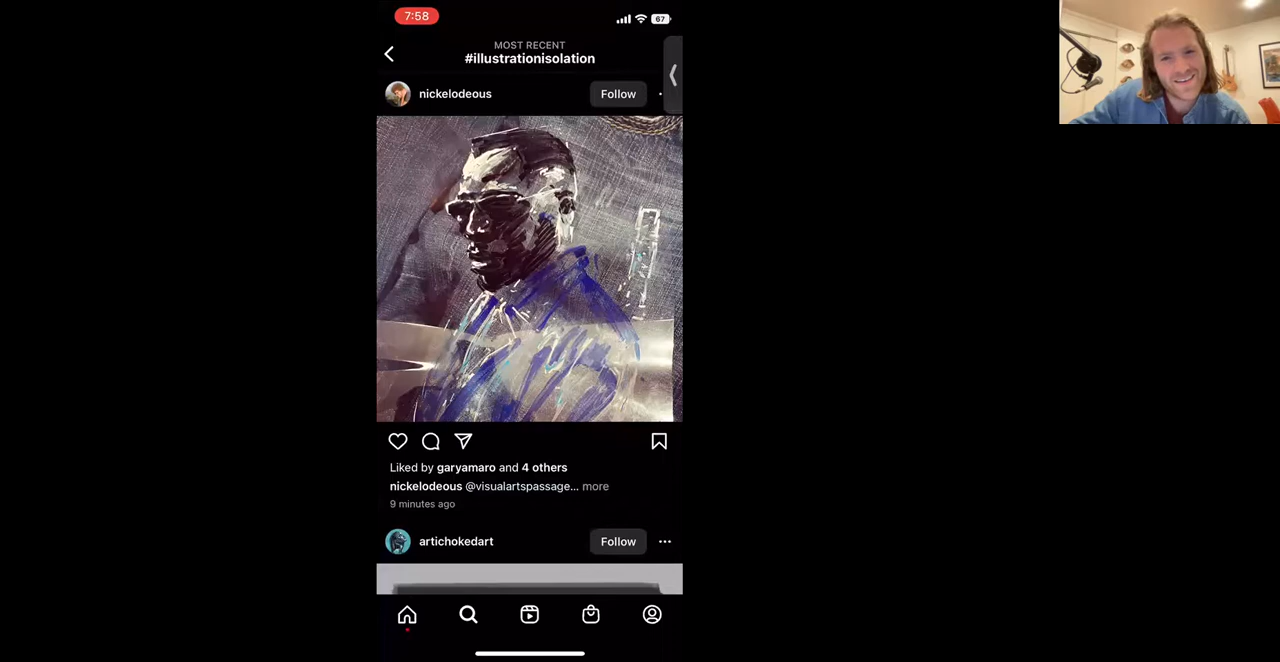 7:58
67
MOST RECENT
#illustrationisolation
nickelodeous
Follow
Liked by garyamaro and 4 others
nickelodeous @visualartspassage... more
9 minutes ago
artichokedart
Follow